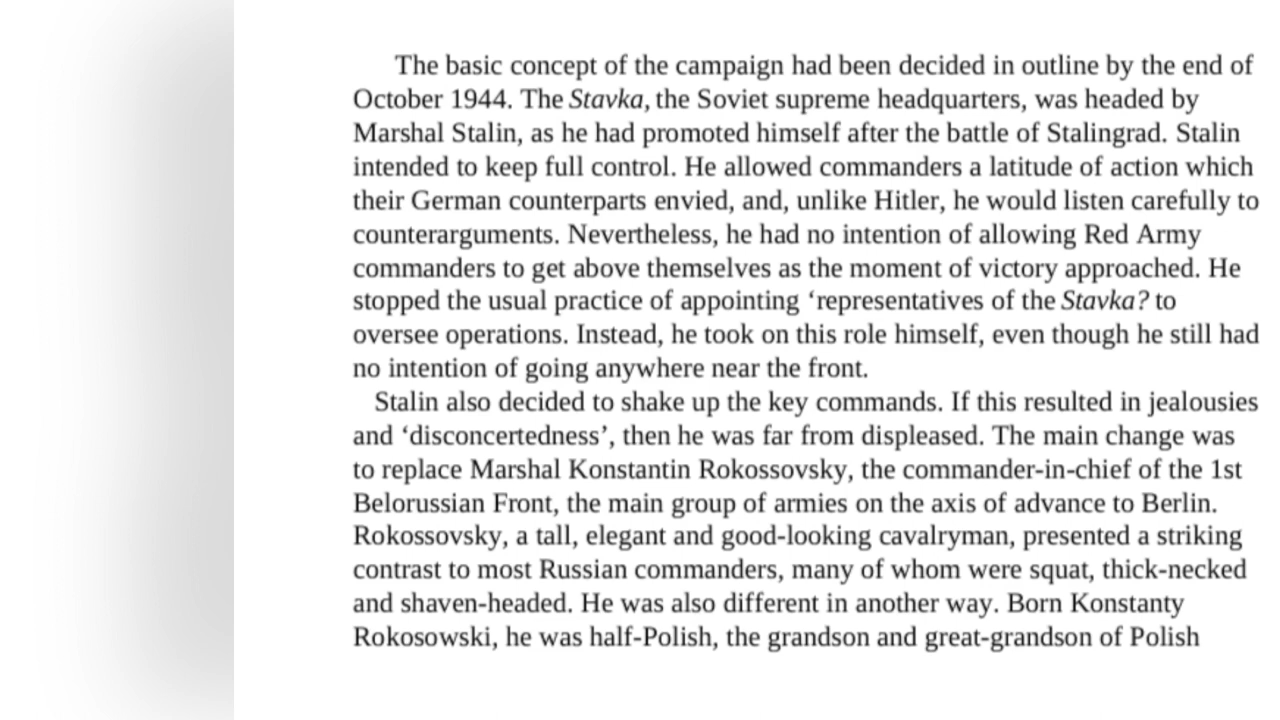 The basic concept of the campaign had been decided in outline by the end of
October 1944. The Stavka, the Soviet supreme headquarters, was headed by
Marshal Stalin, as he had promoted himself after the battle of Stalingrad. Stalin
intended to keep full control. He allowed commanders a latitude of action which
their German counterparts envied, and, unlike Hitler, he would listen carefully to
counterarguments. Nevertheless, he had no intention of allowing Red Army
commanders to get above themselves as the moment of victory approached. He
stopped the usual practice of appointing ‘representatives of the Stavka? to
oversee operations. Instead, he took on this role himself, even though he still had
no intention of going anywhere near the front.
Stalin also decided to shake up the key commands. If this resulted in jealousies
and ‘disconcertedness’, then he was far from displeased. The main change was
to replace Marshal Konstantin Rokossovsky, the commander-in-chief of the 1st
Belorussian Front, the main group of armies on the axis of advance to Berlin.
Rokossovsky, a tall, elegant and good-looking cavalryman, presented a striking
contrast to most Russian commanders, many of whom were squat, thick-necked
and shaven-headed. He was also different in another way. Born Konstanty
Rokosowski, he was half-Polish, the grandson and great-grandson of Polish